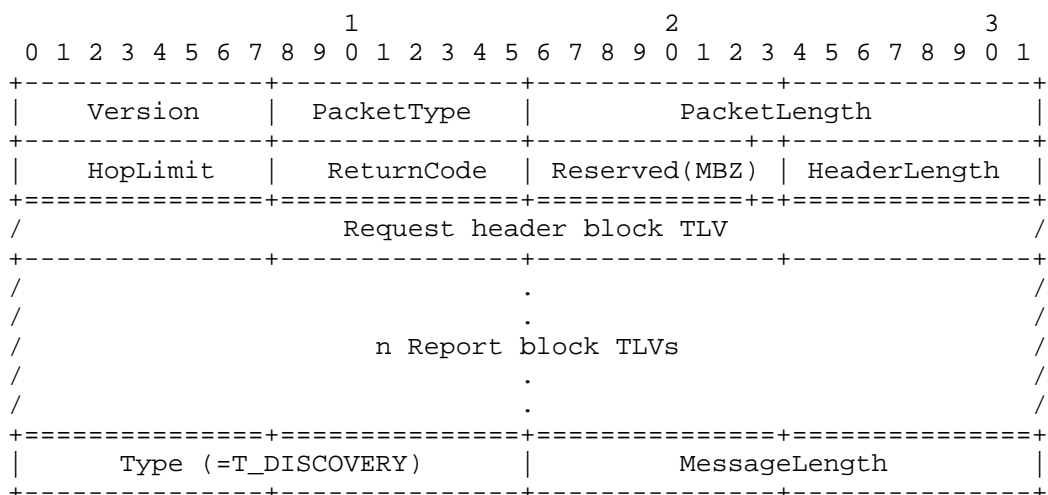 1                   2                   3
 0 1 2 3 4 5 6 7 8 9 0 1 2 3 4 5 6 7 8 9 0 1 2 3 4 5 6 7 8 9 0 1
+---------------+---------------+---------------+---------------+
|    Version    |  PacketType   |         PacketLength          |
+---------------+---------------+-------------+-+---------------+
|   HopLimit    |   ReturnCode  | Reserved(MBZ) | HeaderLength  |
+===============+===============+=============+=+===============+
/                    Request header block TLV                   /
+---------------+---------------+---------------+---------------+
/                               .                               /
/                               .                               /
/                      n Report block TLVs                      /
/                               .                               /
/                               .                               /
+===============+===============+===============+===============+
|      Type (=T_DISCOVERY)      |         MessageLength         |
+---------------+---------------+---------------+---------------+